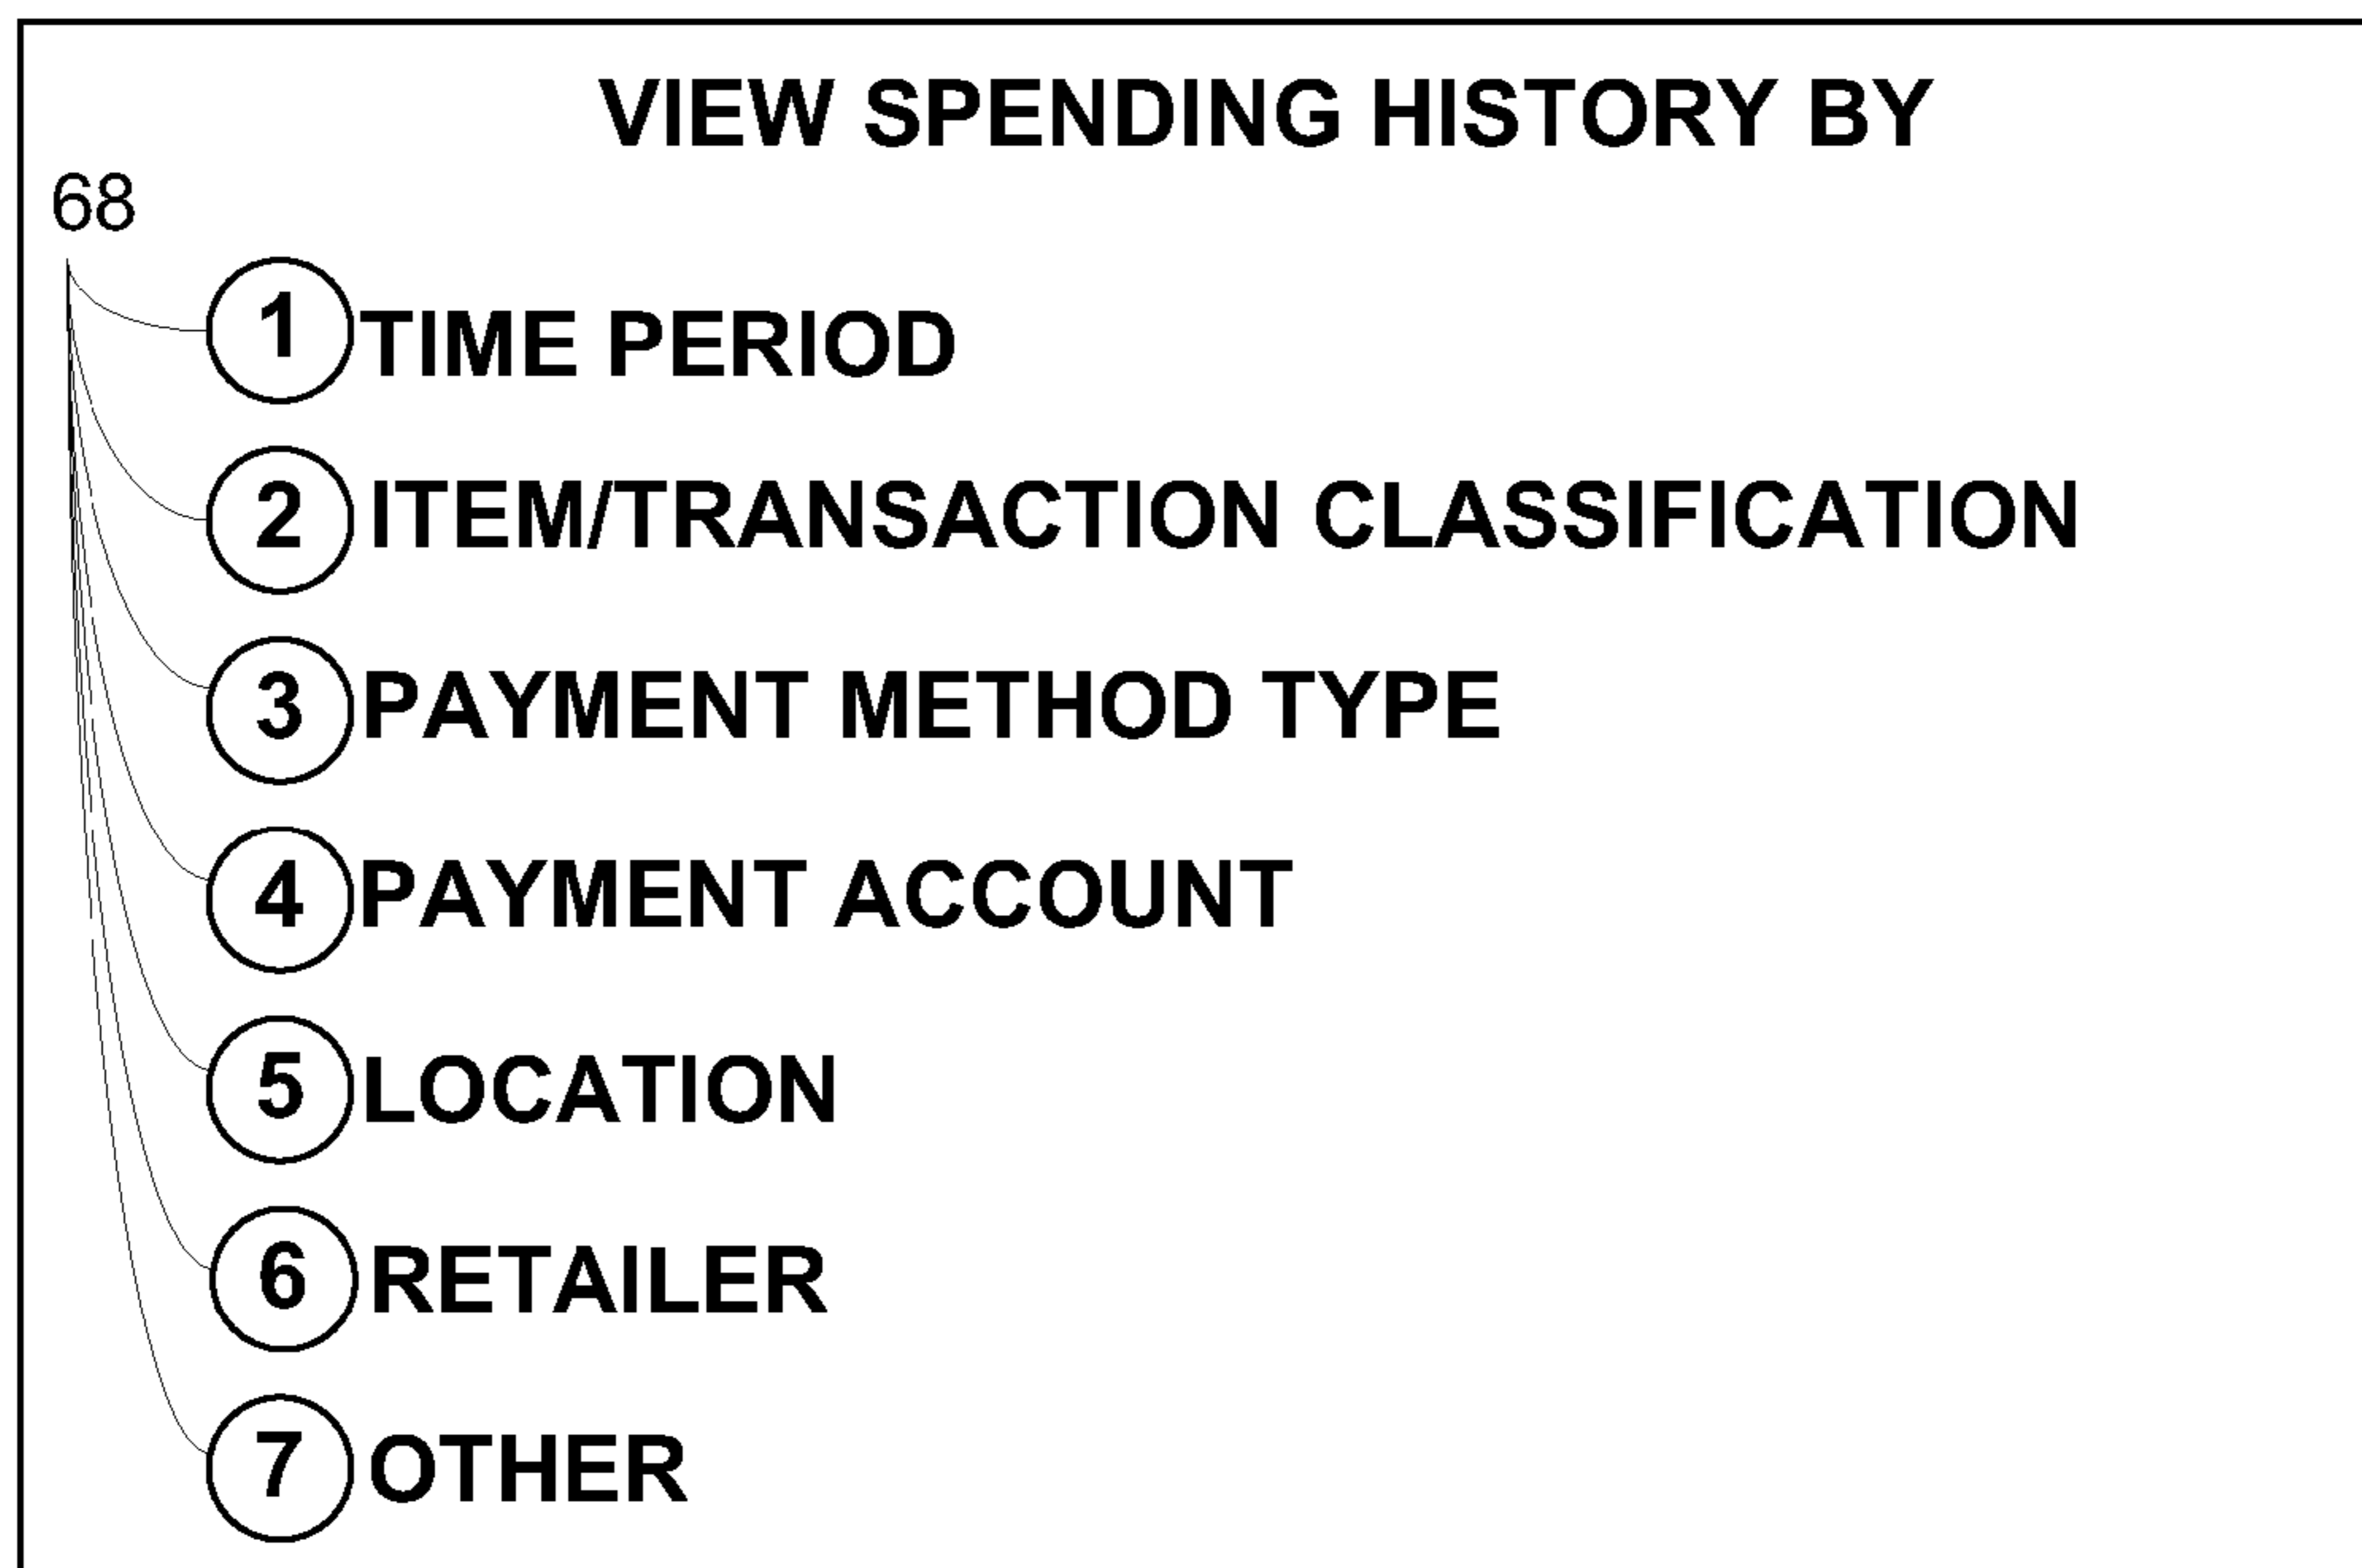 VIEW SPENDING HISTORY BY
68
1 TIME PERIOD
2 ITEM/TRANSACTION CLASSIFICATION
3 PAYMENT METHOD TYPE
4 PAYMENT ACCOUNT
5 LOCATION
6 RETAILER
7 OTHER